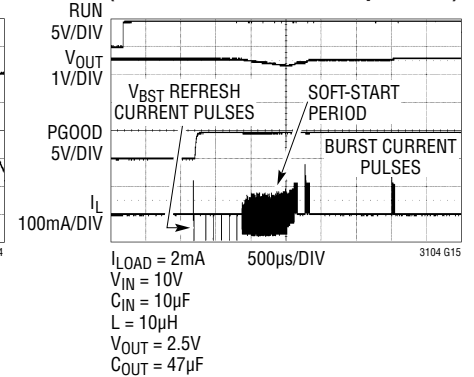 RUN
5V/DIV
VOUT
1V/DIV
VBST REFRESH
CURRENT PULSES
SOFT-START
PERIOD
PGOOD
5V/DIV
BURST CURRENT
PULSES
IL
100mA/DIV
ILOAD = 2mA
500µs/DIV
3104 G15
VIN = 10V
CIN = 10µF
L = 10µH
VOUT = 2.5V
COUT = 47µF